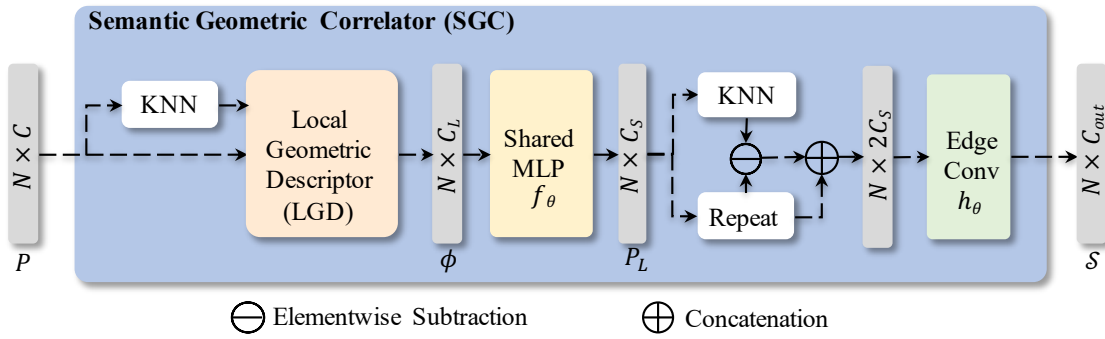 Semantic Geometric Correlator (SGC)
N × C
P
KNN
Local
Geometric
Descriptor
(LGD)
N × C_L
ϕ
Shared
MLP
f_θ
N × C_S
P_L
KNN
Repeat
N × 2C_S
Edge
Conv
h_θ
N × C_out
𝒮
Elementwise Subtraction
Concatenation